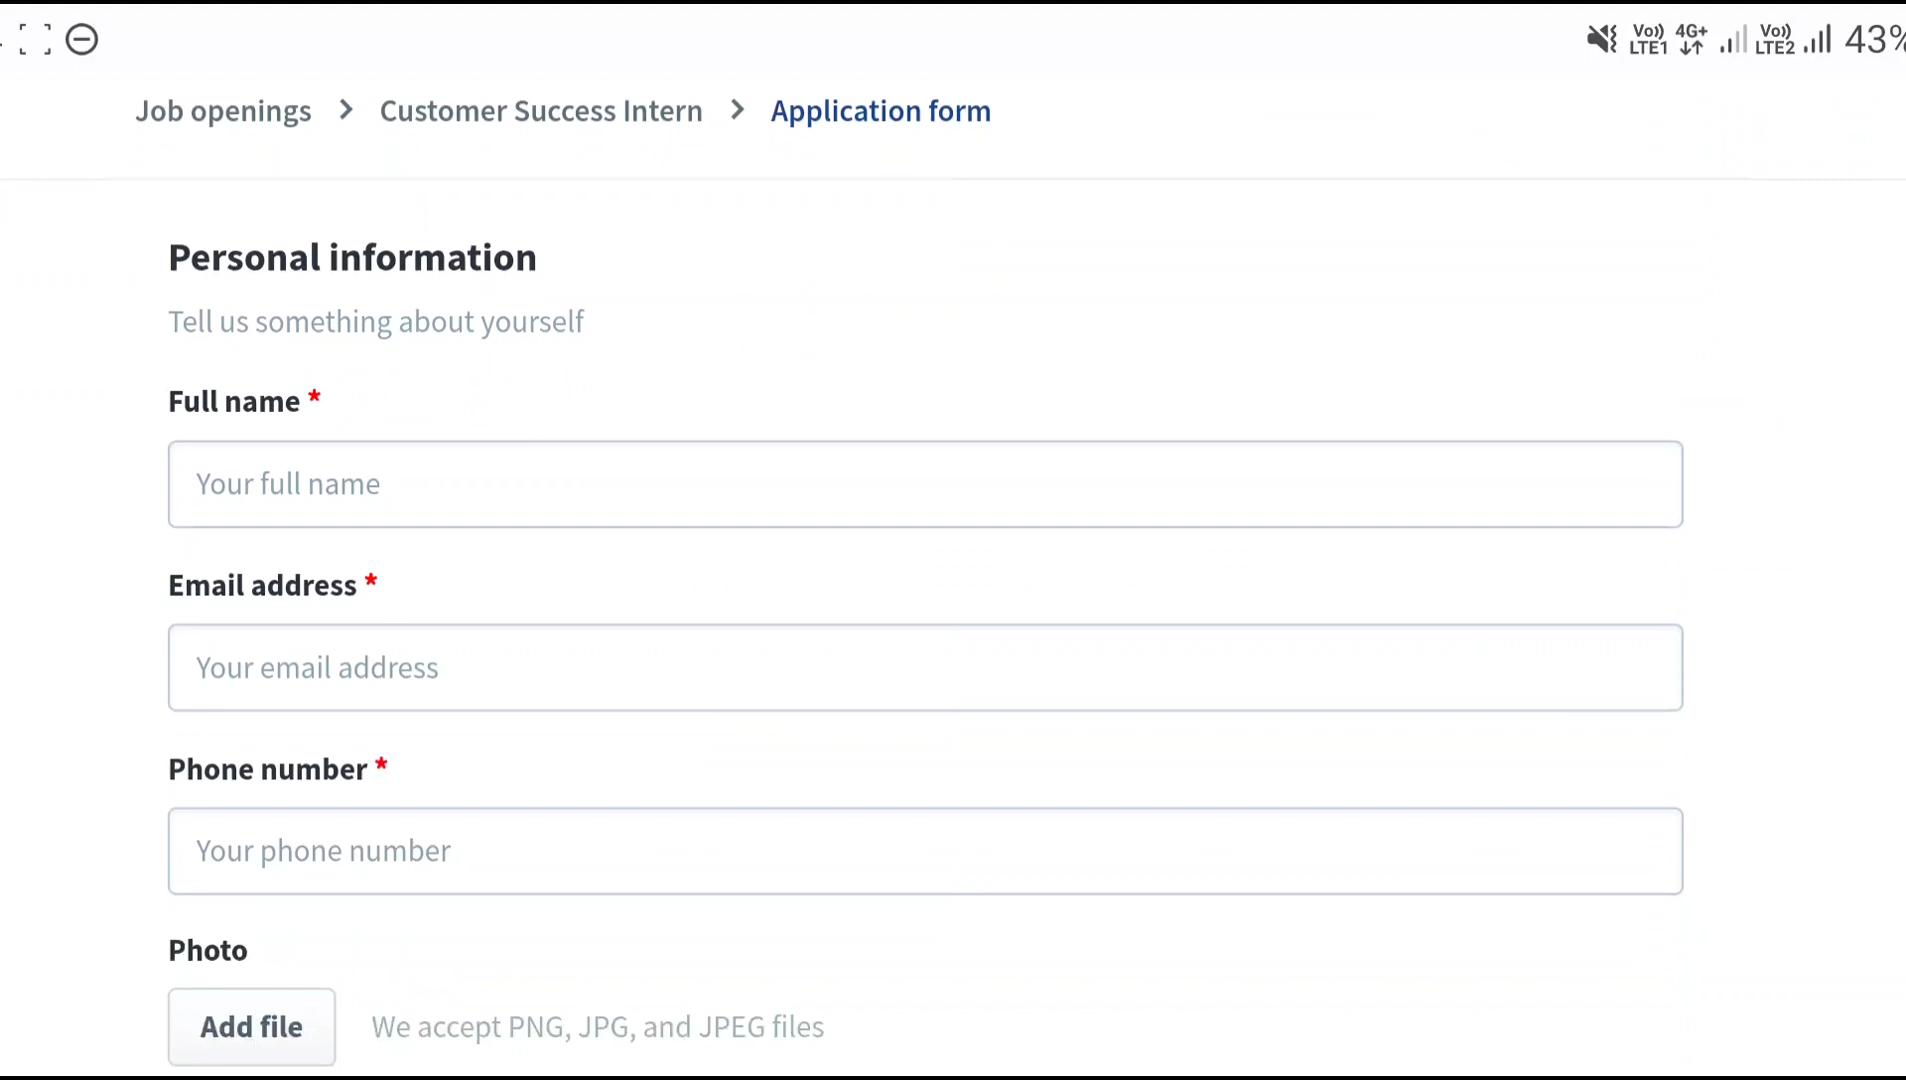 Vo)) LTE1 4G+ Vo)) LTE2 43%
Job openings > Customer Success Intern > Application form
Personal information
Tell us something about yourself
Full name *
Your full name
Email address *
Your email address
Phone number *
Your phone number
Photo
Add file We accept PNG, JPG, and JPEG files